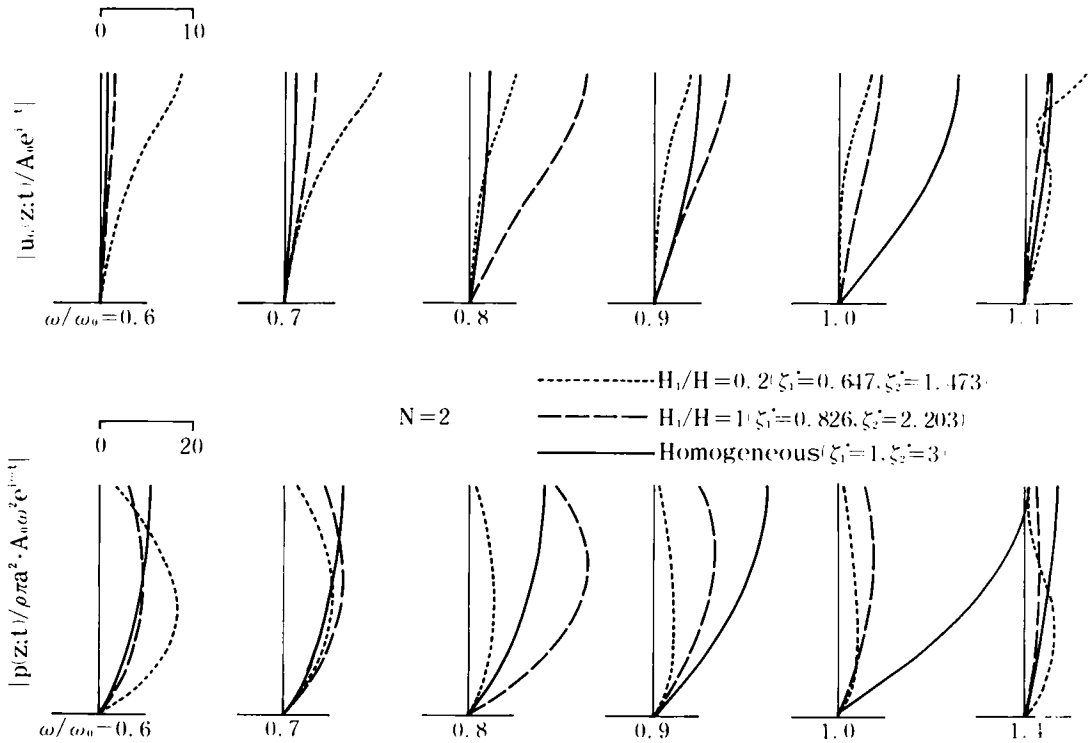 0 10
|u₀(z;t)/A₀e^{i t}|
ω/ω₀=0.6 0.7 0.8 0.9 1.0 1.1
H₁/H=0.2(ζ₁*=0.647, ζ₂*=1.473)
N=2
H₁/H=1(ζ₁*=0.826, ζ₂*=2.203)
Homogeneous(ζ₁*=1, ζ₂*=3)
0 20
|p(z;t)/ρπa²·A₀ω²e^{iωt}|
ω/ω₀=0.6 0.7 0.8 0.9 1.0 1.1